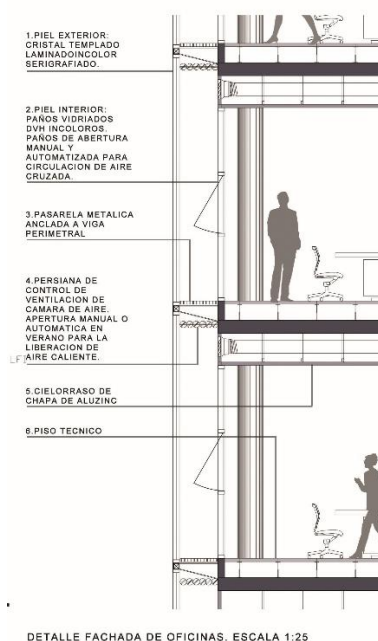 1.PIEL EXTERIOR:
CRISTAL TEMPLADO
LAMINADOINCOLOR
SERIGRAFIADO.
2.PIEL INTERIOR:
PAÑOS VIDRIADOS
DVH INCOLOROS.
PAÑOS DE ABERTURA
MANUAL Y
AUTOMATIZADA PARA
CIRCULACION DE AIRE
CRUZADA.
3.PASARELA METALICA
ANCLADA A VIGA
PERIMETRAL
4.PERSIANA DE
CONTROL DE
VENTILACION DE
CAMARA DE AIRE.
APERTURA MANUAL O
AUTOMATICA EN
VERANO PARA LA
LIBERACION DE
AIRE CALIENTE.
5.CIELORRASO DE
CHAPA DE ALUZINC
6.PISO TECNICO
DETALLE FACHADA DE OFICINAS. ESCALA 1:25